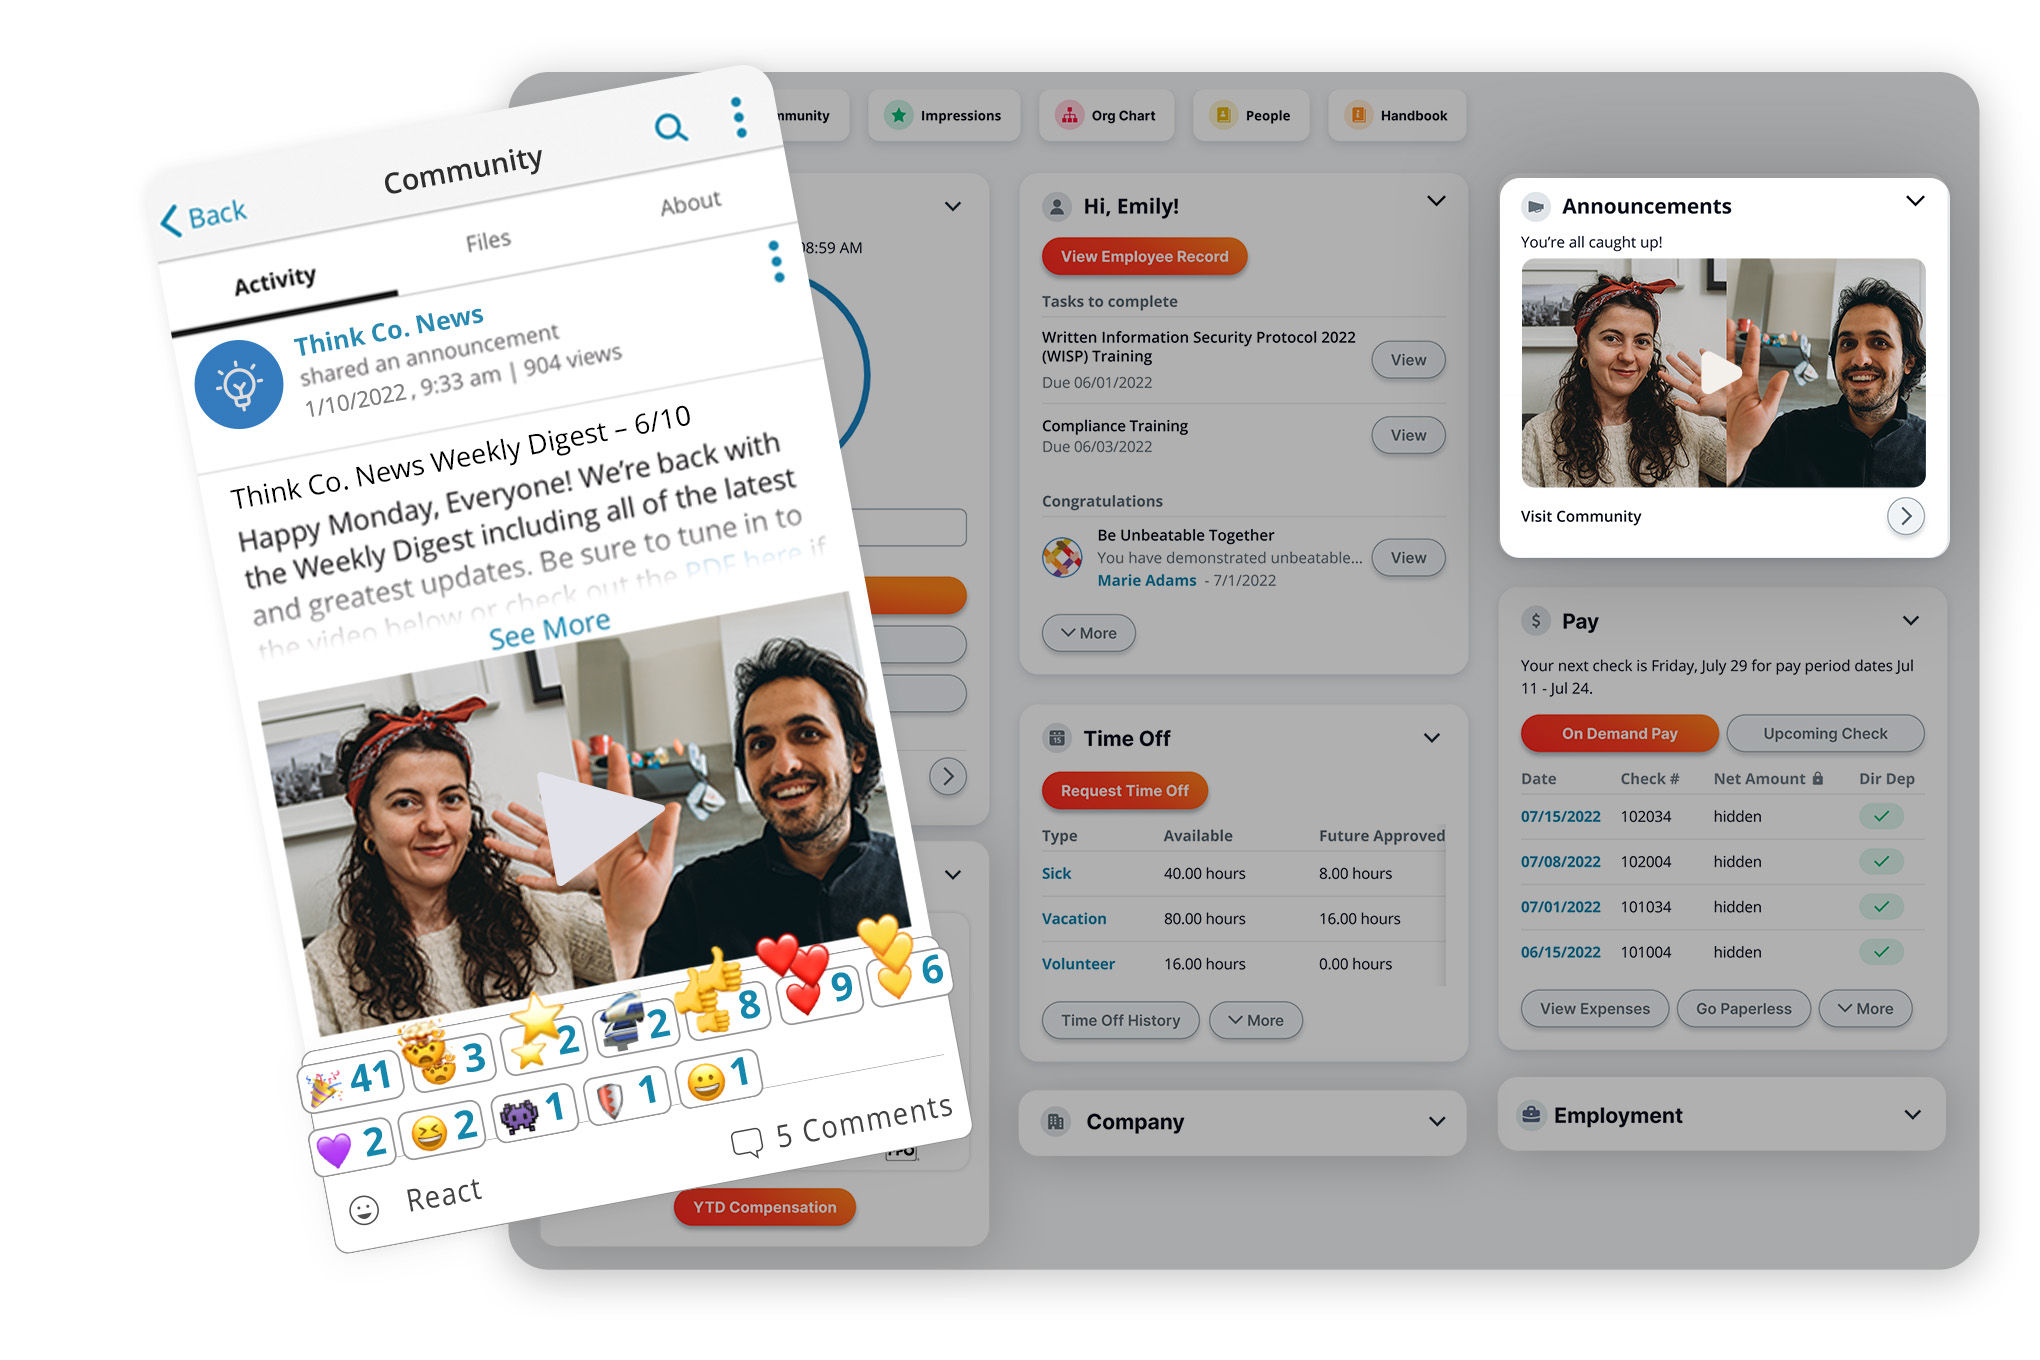 Community
Back
Activity
Files
About
Think Co. News
shared an announcement
1/10/2022 , 9:33 am | 904 views
Think Co. News Weekly Digest – 6/10
Happy Monday, Everyone! We're back with
the Weekly Digest including all of the latest
and greatest updates. Be sure to tune in to
the video below or check out the PDF here if
See More
41
3
2
2
8
9
6
2
2
1
1
1
5 Comments
React
Impressions
Org Chart
People
Handbook
08:59 AM
YTD Compensation
Hi, Emily!
View Employee Record
Tasks to complete
Written Information Security Protocol 2022
(WISP) Training
Due 06/01/2022
View
Compliance Training
Due 06/03/2022
View
Congratulations
Be Unbeatable Together
You have demonstrated unbeatable...
Marie Adams - 7/1/2022
View
More
15
Time Off
Request Time Off
Type Available Future Approved
Sick 40.00 hours 8.00 hours
Vacation 80.00 hours 16.00 hours
Volunteer 16.00 hours 0.00 hours
Time Off History
More
Company
Announcements
You're all caught up!
Visit Community
$
Pay
Your next check is Friday, July 29 for pay period dates Jul
11 - Jul 24.
On Demand Pay
Upcoming Check
Date Check # Net Amount Dir Dep
07/15/2022 102034 hidden
07/08/2022 102004 hidden
07/01/2022 101034 hidden
06/15/2022 101004 hidden
View Expenses
Go Paperless
More
Employment